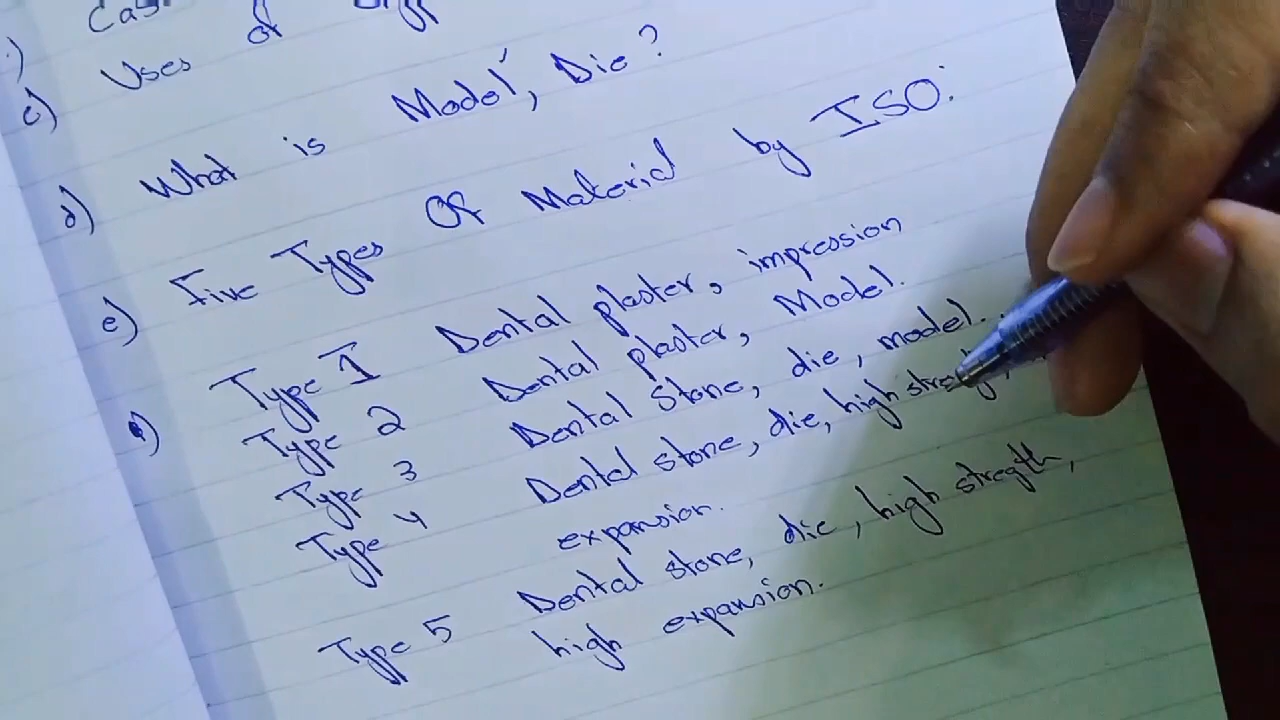 c) Uses of
d) What is Model, Die?
e) Five Types Of Material by ISO:
Type 1 Dental plaster, impression
Type 2 Dental plaster, Model.
Type 3 Dental Stone, die, model.
Type 4 Dental stone, die, high
expansion.
Type 5 Dental stone, die, high stregth,
high expansion.